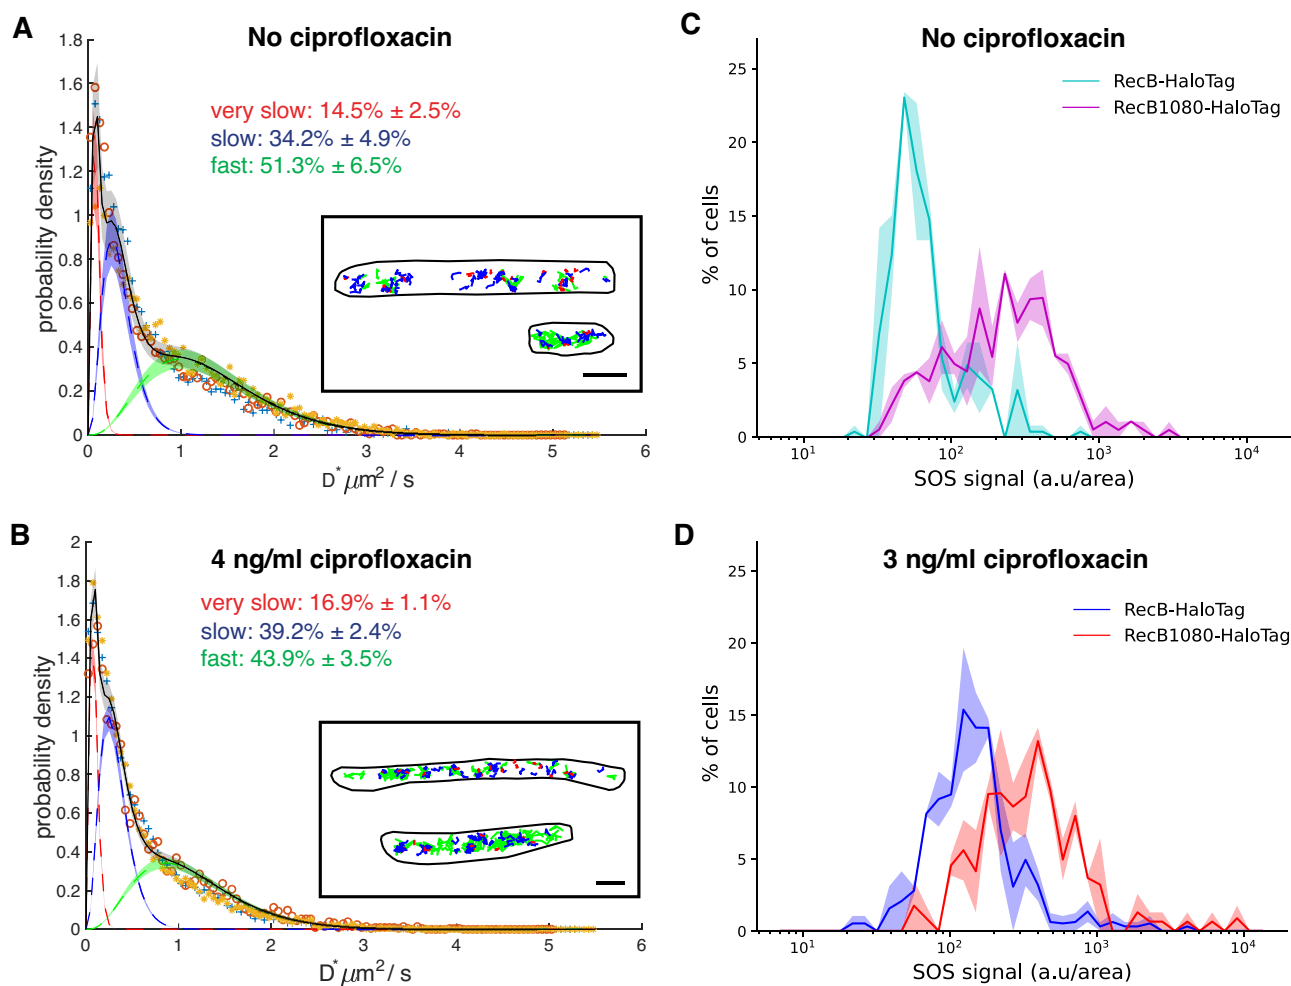 A
No ciprofloxacin
very slow: 14.5% ± 2.5%
slow: 34.2% ± 4.9%
fast: 51.3% ± 6.5%
probability density
1.8
1.6
1.4
1.2
1
0.8
0.6
0.4
0.2
0
0 1 2 3 4 5 6
D* μm² / s
B
4 ng/ml ciprofloxacin
very slow: 16.9% ± 1.1%
slow: 39.2% ± 2.4%
fast: 43.9% ± 3.5%
probability density
2
1.8
1.6
1.4
1.2
1
0.8
0.6
0.4
0.2
0
0 1 2 3 4 5 6
D* μm² / s
C
No ciprofloxacin
RecB-HaloTag
RecB1080-HaloTag
% of cells
25
20
15
10
5
0
10¹ 10² 10³ 10⁴
SOS signal (a.u/area)
D
3 ng/ml ciprofloxacin
RecB-HaloTag
RecB1080-HaloTag
% of cells
25
20
15
10
5
0
10¹ 10² 10³ 10⁴
SOS signal (a.u/area)